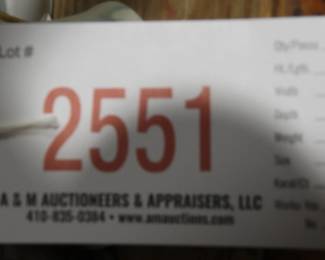 Lot #
2551
A & M AUCTIONEERS & APPRAISERS, LLC
410-835-0384 • www.amauctions.com
Qty/Pieces
Ht./Lgth.
Width
Depth
Weight
Size
Karat/Ct